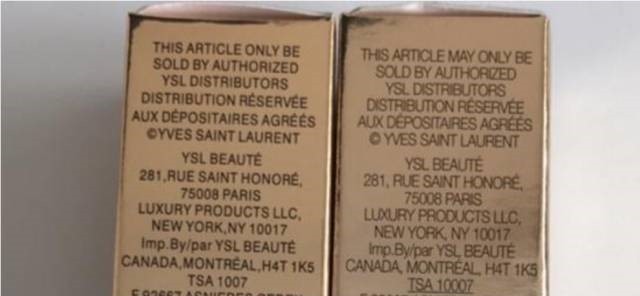 THIS ARTICLE ONLY BE
SOLD BY AUTHORIZED
YSL DISTRIBUTORS
DISTRIBUTION RÉSERVÉE
AUX DÉPOSITAIRES AGRÉÉS
©YVES SAINT LAURENT
YSL BEAUTÉ
281,RUE SAINT HONORÉ,
75008 PARIS
LUXURY PRODUCTS LLC,
NEW YORK,NY 10017
Imp.By/par YSL BEAUTÉ
CANADA,MONTRÉAL,H4T 1K5
TSA 1007
THIS ARTICLE MAY ONLY BE
SOLD BY AUTHORIZED
YSL DISTRIBUTORS
DISTRIBUTION RÉSERVÉE
AUX DÉPOSITAIRES AGRÉÉS
© YVES SAINT LAURENT
YSL BEAUTÉ
281, RUE SAINT HONORÉ,
75008 PARIS
LUXURY PRODUCTS LLC,
NEW YORK, NY 10017
Imp.By/par YSL BEAUTÉ
CANADA, MONTRÉAL, H4T 1K5
TSA 10007